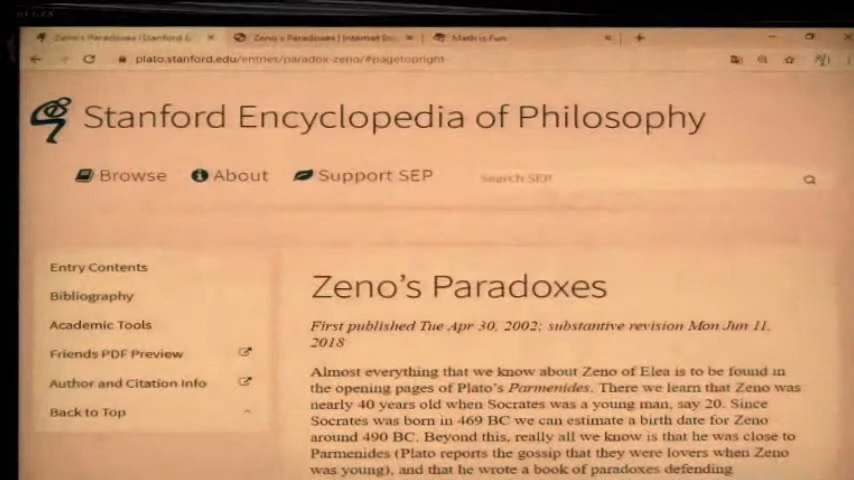 Zeno's Paradoxes (Stanford E
Zeno's Paradoxes | Internet En
Math is Fun
plato.stanford.edu/entries/paradox-zeno/#pagetopright
Stanford Encyclopedia of Philosophy
Browse About Support SEP Search SEP
Entry Contents
Bibliography
Academic Tools
Friends PDF Preview
Author and Citation Info
Back to Top
Zeno's Paradoxes
First published Tue Apr 30, 2002; substantive revision Mon Jun 11,
2018
Almost everything that we know about Zeno of Elea is to be found in
the opening pages of Plato's Parmenides. There we learn that Zeno was
nearly 40 years old when Socrates was a young man, say 20. Since
Socrates was born in 469 BC we can estimate a birth date for Zeno
around 490 BC. Beyond this, really all we know is that he was close to
Parmenides (Plato reports the gossip that they were lovers when Zeno
was young), and that he wrote a book of paradoxes defending